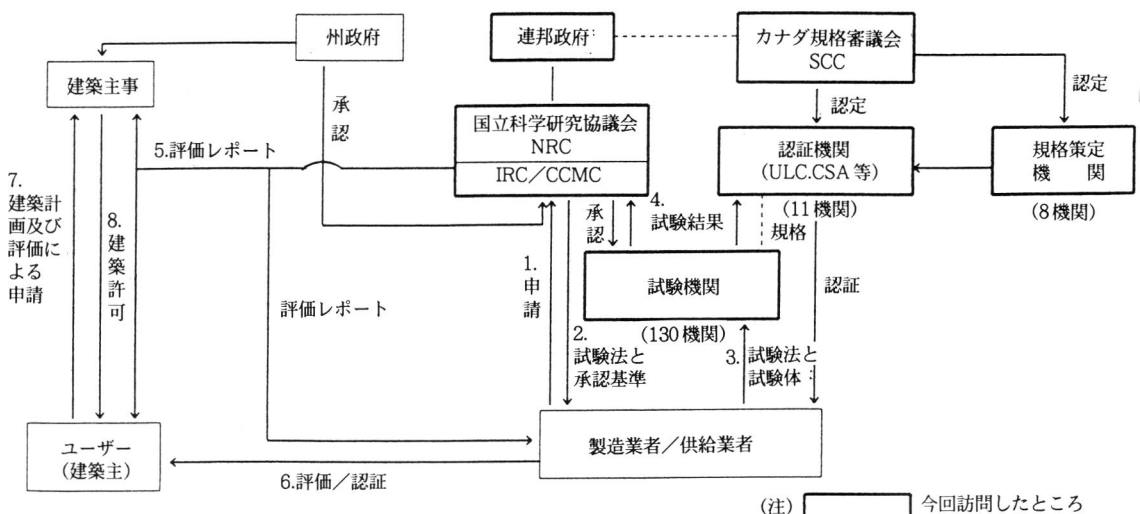 州政府
連邦政府
カナダ規格審議会
SCC
建築主事
承認
認定
認定
国立科学研究協議会
NRC
IRC／CCMC
認証機関
(ULC.CSA 等)
(11機関)
規格策定
機　関
(8機関)
5.評価レポート
7.
建築計
画及び
評価に
よる
申請
8.建築許可
承認
4.
試験結果
規格
試験機関
(130機関)
評価レポート
1.申請
2.
試験法と
承認基準
3.
試験法と
試験体
認証
ユーザー
(建築主)
製造業者／供給業者
6.評価／認証
(注)
今回訪問したところ